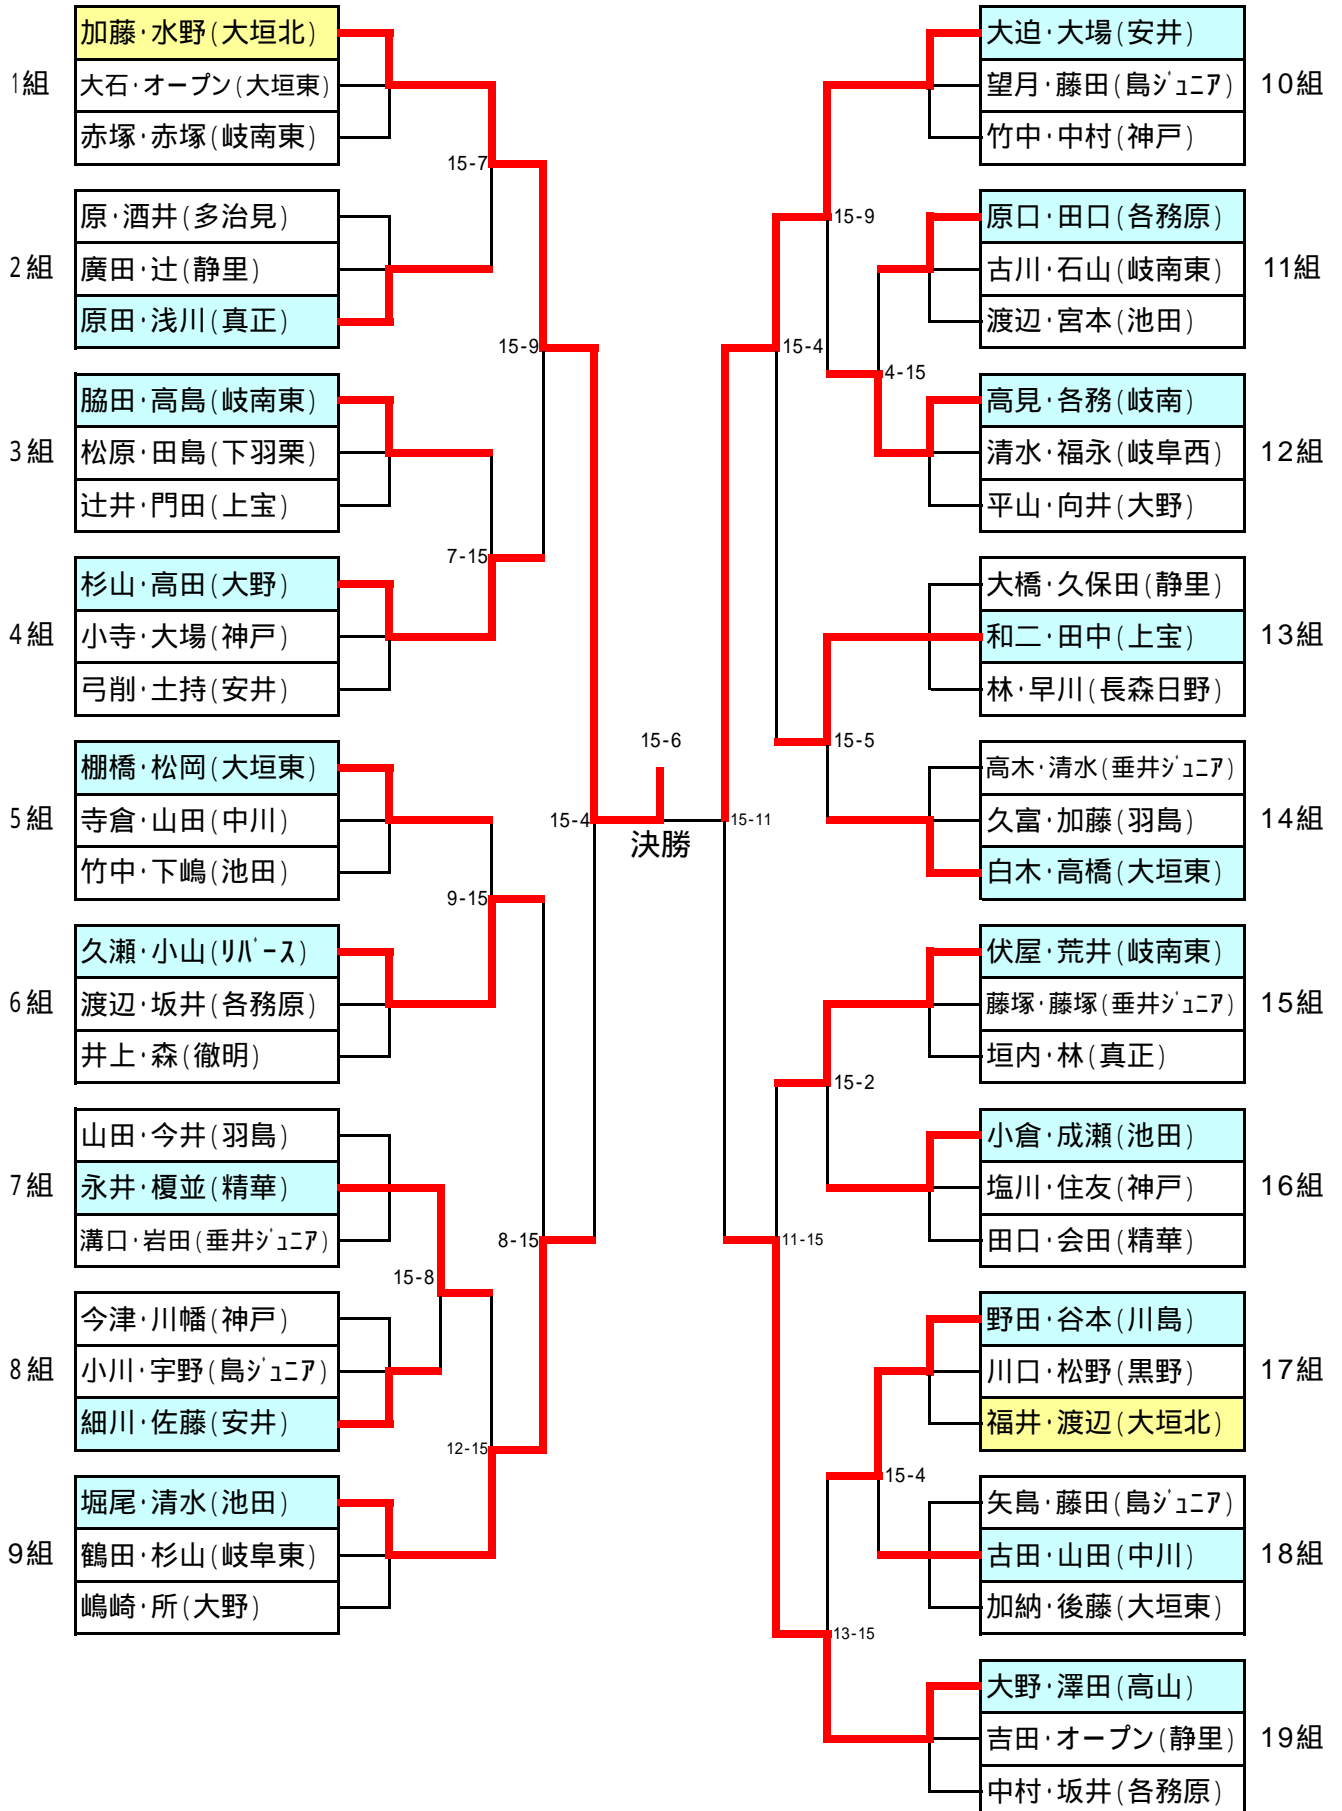 1組
加藤・水野(大垣北)
大石・オープン(大垣東)
赤塚・赤塚(岐南東)
2組
原・酒井(多治見)
廣田・辻(静里)
原田・浅川(真正)
3組
脇田・高島(岐南東)
松原・田島(下羽栗)
辻井・門田(上宝)
4組
杉山・高田(大野)
小寺・大場(神戸)
弓削・土持(安井)
5組
棚橋・松岡(大垣東)
寺倉・山田(中川)
竹中・下嶋(池田)
6組
久瀬・小山(ﾘﾊﾞｰｽ)
渡辺・坂井(各務原)
井上・森(徹明)
7組
山田・今井(羽島)
永井・榎並(精華)
溝口・岩田(垂井ｼﾞｭﾆｱ)
8組
今津・川幡(神戸)
小川・宇野(島ｼﾞｭﾆｱ)
細川・佐藤(安井)
9組
堀尾・清水(池田)
鶴田・杉山(岐阜東)
嶋崎・所(大野)
15-7
15-9
7-15
15-4
9-15
8-15
15-8
12-15
15-6
決勝
15-9
15-4
4-15
15-5
15-11
15-2
11-15
15-4
13-15
大迫・大場(安井)
望月・藤田(島ｼﾞｭﾆｱ)
竹中・中村(神戸)
10組
原口・田口(各務原)
古川・石山(岐南東)
渡辺・宮本(池田)
11組
高見・各務(岐南)
清水・福永(岐阜西)
平山・向井(大野)
12組
大橋・久保田(静里)
和二・田中(上宝)
林・早川(長森日野)
13組
高木・清水(垂井ｼﾞｭﾆｱ)
久富・加藤(羽島)
白木・高橋(大垣東)
14組
伏屋・荒井(岐南東)
藤塚・藤塚(垂井ｼﾞｭﾆｱ)
垣内・林(真正)
15組
小倉・成瀬(池田)
塩川・住友(神戸)
田口・会田(精華)
16組
野田・谷本(川島)
川口・松野(黒野)
福井・渡辺(大垣北)
17組
矢島・藤田(島ｼﾞｭﾆｱ)
古田・山田(中川)
加納・後藤(大垣東)
18組
大野・澤田(高山)
吉田・オープン(静里)
中村・坂井(各務原)
19組